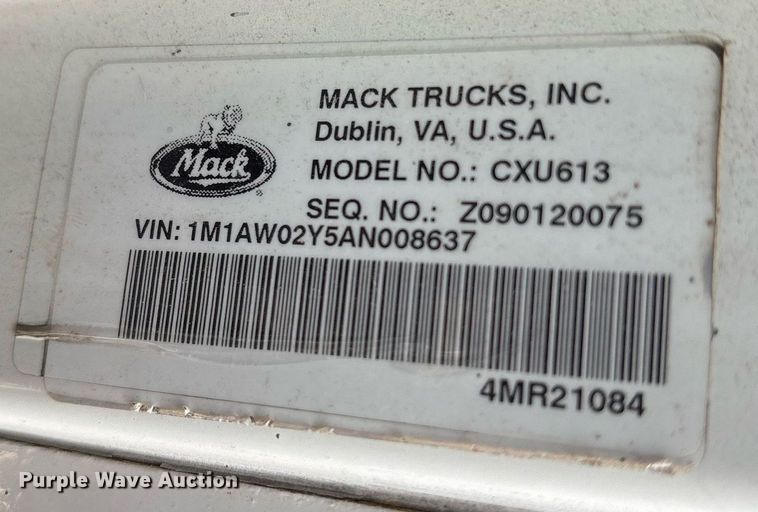 MACK TRUCKS, INC.
Dublin, VA, U.S.A.
Mack
®
MODEL NO.: CXU613
SEQ. NO.: Z090120075
VIN: 1M1AW02Y5AN008637
4MR21084
Purple Wave Auction